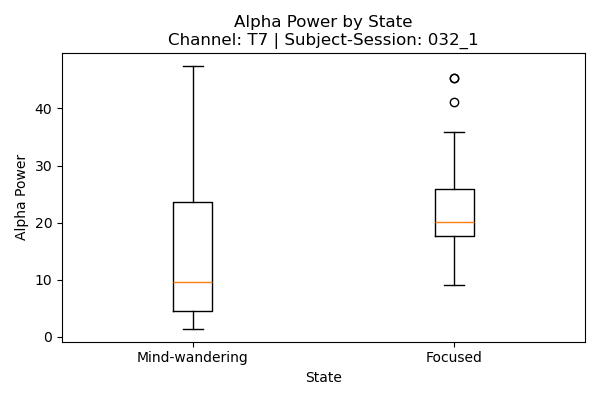 Alpha Power by State
Channel: T7 | Subject-Session: 032_1
Alpha Power
40
30
20
10
0
Mind-wandering
Focused
State